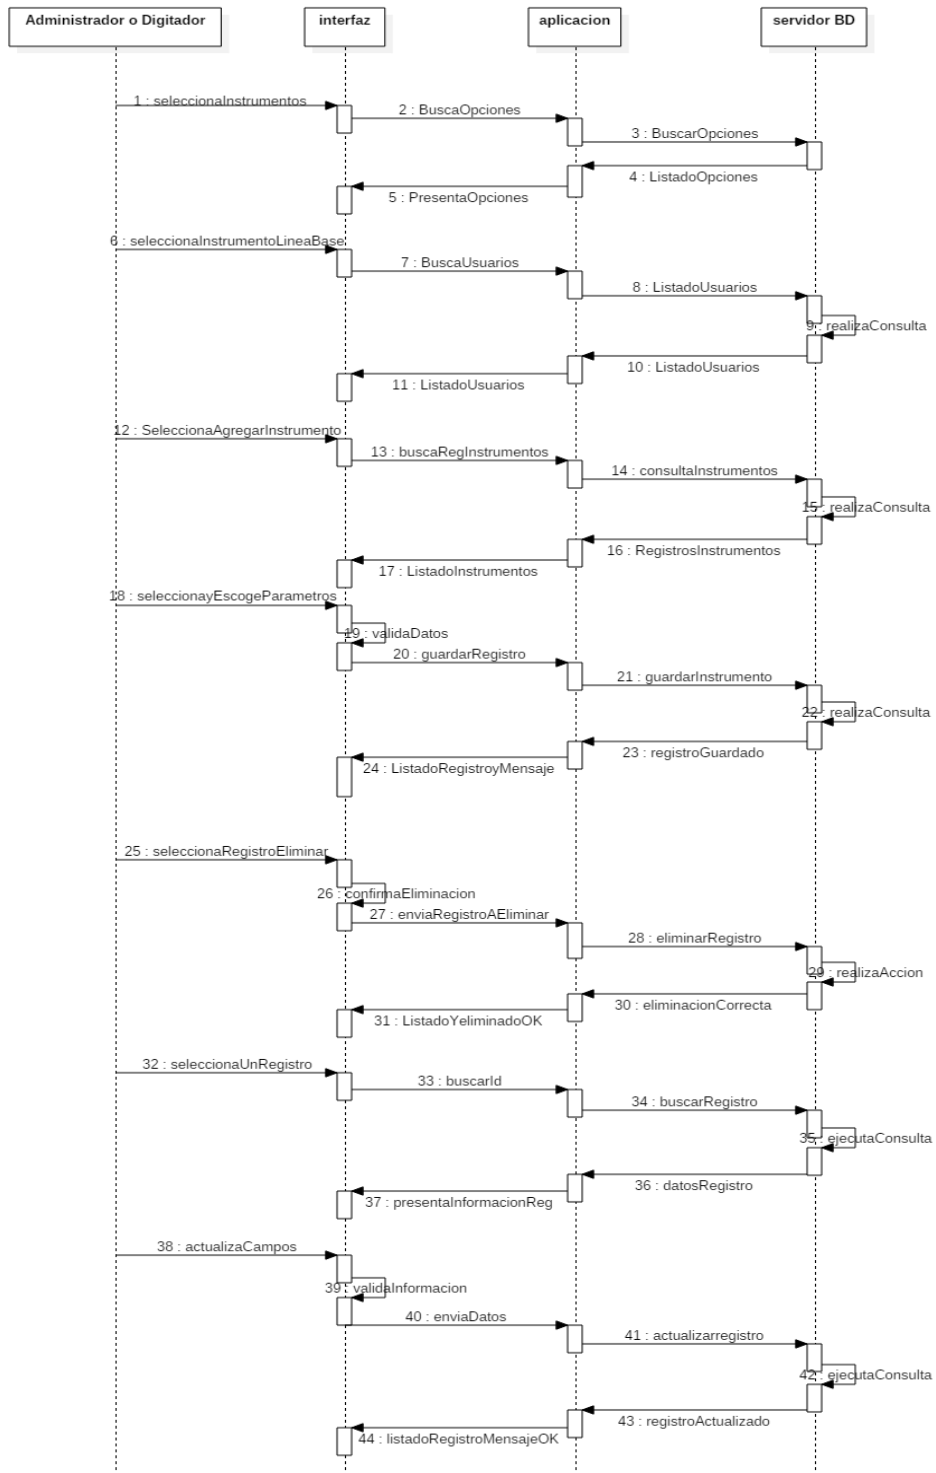 Administrador o Digitador
interfaz
aplicacion
servidor BD
1 : seleccionaInstrumentos
2 : BuscaOpciones
3 : BuscarOpciones
4 : ListadoOpciones
5 : PresentaOpciones
6 : seleccionaInstrumentoLineaBase
7 : BuscaUsuarios
8 : ListadoUsuarios
9 : realizaConsulta
10 : ListadoUsuarios
11 : ListadoUsuarios
12 : SeleccionaAgregarInstrumento
13 : buscaRegInstrumentos
14 : consultaInstrumentos
15 : realizaConsulta
16 : RegistrosInstrumentos
17 : ListadoInstrumentos
18 : seleccionayEscogeParametros
19 : validaDatos
20 : guardarRegistro
21 : guardarInstrumento
22 : realizaConsulta
23 : registroGuardado
24 : ListadoRegistroyMensaje
25 : seleccionaRegistroEliminar
26 : confirmaEliminacion
27 : enviaRegistroAEliminar
28 : eliminarRegistro
29 : realizaAccion
30 : eliminacionCorrecta
31 : ListadoYeliminadoOK
32 : seleccionaUnRegistro
33 : buscarId
34 : buscarRegistro
35 : ejecutaConsulta
36 : datosRegistro
37 : presentaInformacionReg
38 : actualizaCampos
39 : validaInformacion
40 : enviaDatos
41 : actualizarregistro
42 : ejecutaConsulta
43 : registroActualizado
44 : listadoRegistroMensajeOK